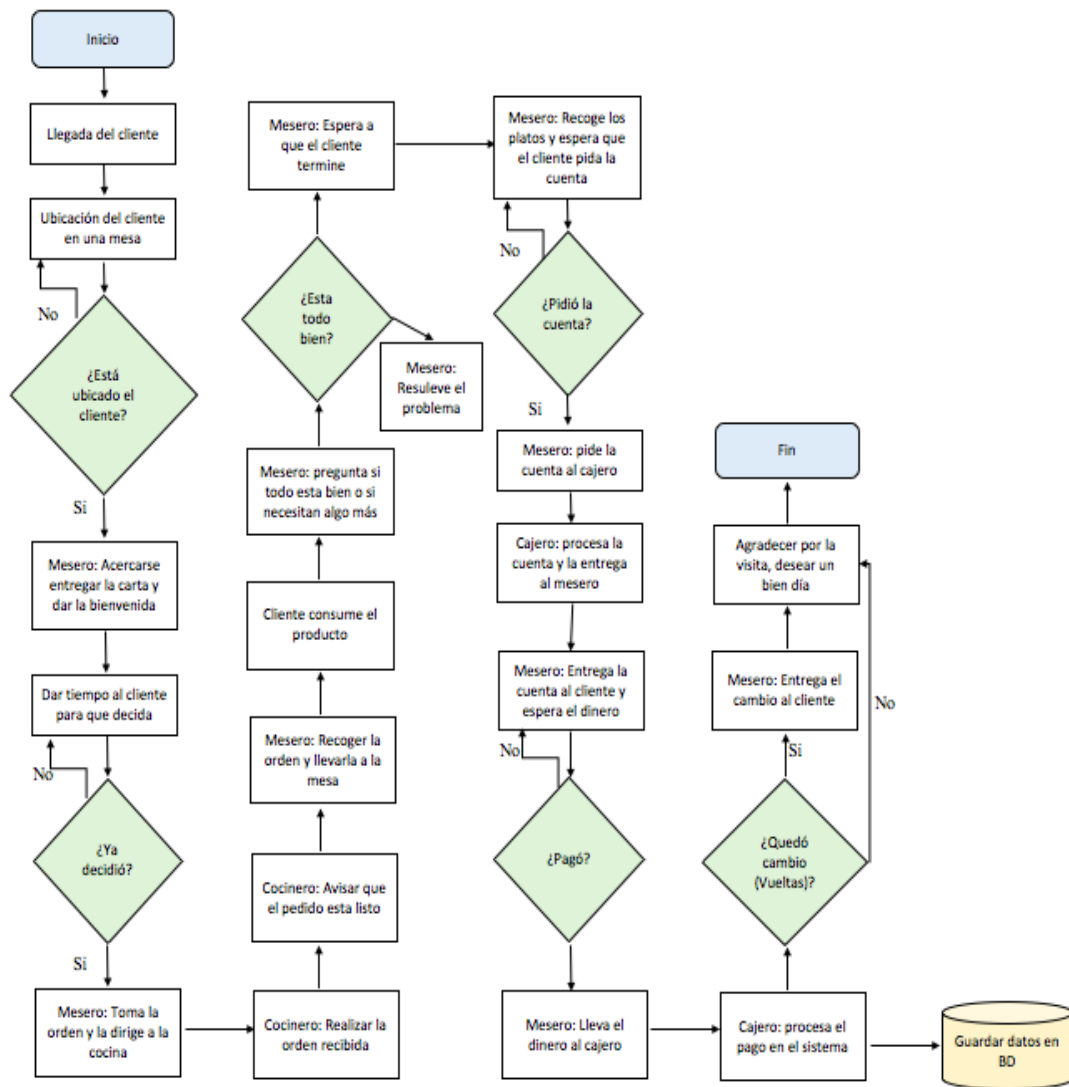 Inicio
Llegada del cliente
Ubicación del cliente
en una mesa
No
¿Está
ubicado el
cliente?
Si
Mesero: Acercarse
entregar la carta y
dar la bienvenida
Dar tiempo al cliente
para que decida
No
¿Ya
decidió?
Si
Mesero: Toma la
orden y la dirige a la
cocina
Cocinero: Realizar la
orden recibida
Cocinero: Avisar que
el pedido esta listo
Mesero: Recoger la
orden y llevarla a la
mesa
Cliente consume el
producto
Mesero: pregunta si
todo esta bien o si
necesitan algo más
¿Esta
todo
bien?
Mesero:
Resuleve el
problema
Mesero: Espera a
que el cliente
termine
Mesero: Recoge los
platos y espera que
el cliente pida la
cuenta
No
¿Pidió la
cuenta?
Si
Mesero: pide la
cuenta al cajero
Cajero: procesa la
cuenta y la entrega
al mesero
Mesero: Entrega la
cuenta al cliente y
espera el dinero
No
¿Pagó?
Mesero: Lleva el
dinero al cajero
Cajero: procesa el
pago en el sistema
Guardar datos en
BD
¿Quedó
cambio
(Vueltas)?
Si
No
Mesero: Entrega el
cambio al cliente
Agradecer por la
visita, desear un
bien día
Fin